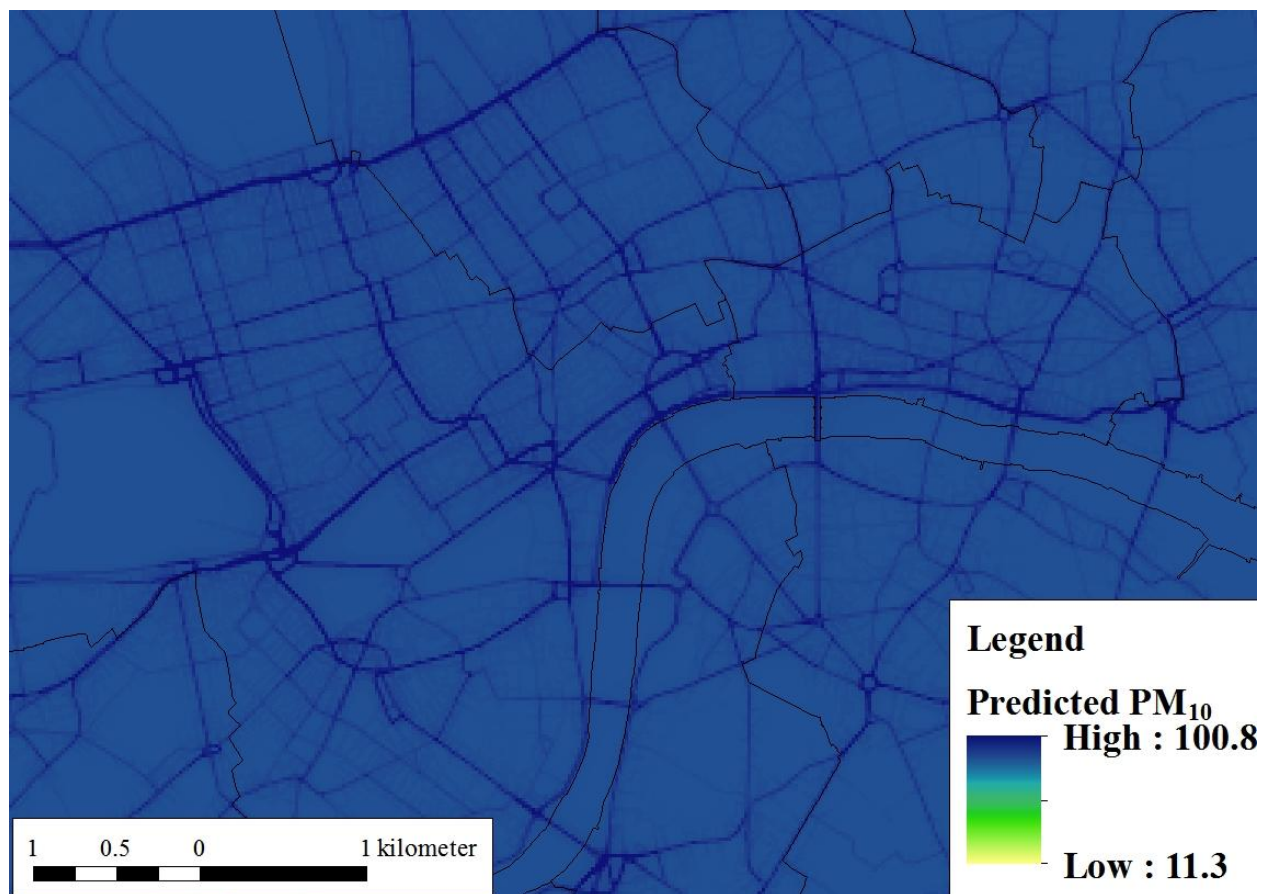 Legend
Predicted PM₁₀
High : 100.8
Low : 11.3
1 0.5 0 1 kilometer